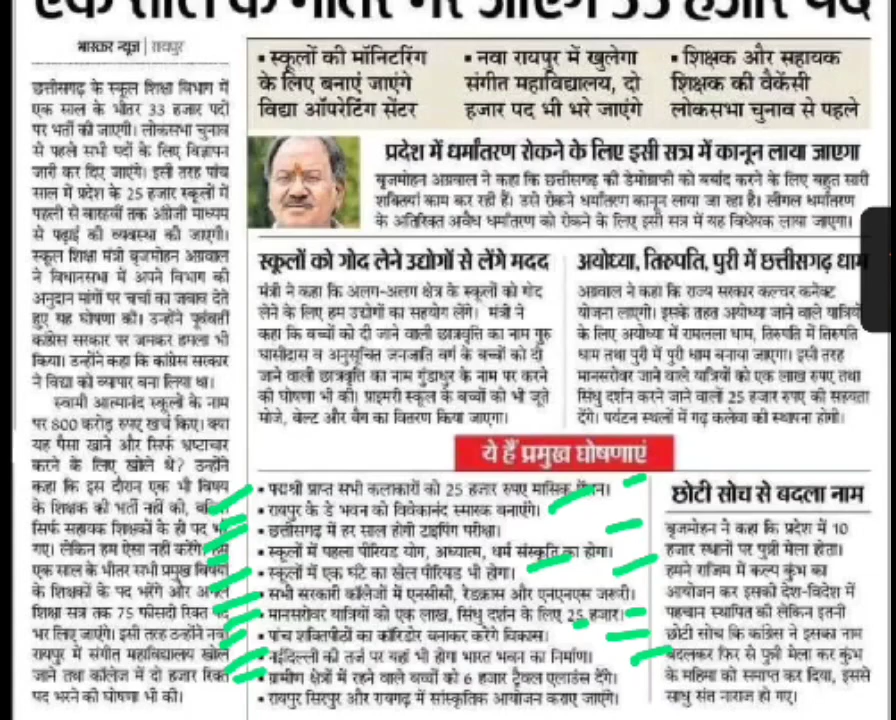 एक साल के भीतर भरे जाएंगे 33 हजार पद
भास्कर न्यूज | रायपुर
छत्तीसगढ़ के स्कूल शिक्षा विभाग में
एक साल के भीतर 33 हजार पदों
पर भर्ती की जाएगी। लोकसभा चुनाव
से पहले सभी पदों के लिए विज्ञापन
जारी कर दिए जाएंगे। इसी तरह पांच
साल में प्रदेश के 25 हजार स्कूलों में
पहली से बारहवीं तक अंग्रेजी माध्यम
से पढ़ाई की व्यवस्था की जाएगी।
स्कूल शिक्षा मंत्री बृजमोहन अग्रवाल
ने विधानसभा में अपने विभाग की
अनुदान मांगों पर चर्चा का जवाब देते
हुए यह घोषणा की। उन्होंने पूर्ववर्ती
कांग्रेस सरकार पर जमकर हमला भी
किया। उन्होंने कहा कि कांग्रेस सरकार
ने विद्या को व्यापार बना लिया था।
स्वामी आत्मानंद स्कूलों के नाम
पर 800 करोड़ रुपए खर्च किए। क्या
यह पैसा खाने और सिर्फ भ्रष्टाचार
करने के लिए खोले थे? उन्होंने
कहा कि इस दौरान एक भी विषय
के शिक्षक की भर्ती नहीं की, बल्कि
सिर्फ सहायक शिक्षकों के ही पद भरे
गए। लेकिन हम ऐसा नहीं करेंगे। हम
एक साल के भीतर सभी प्रमुख विषयों
के शिक्षकों के पद भरेंगे और अगले
शिक्षा सत्र तक 75 फीसदी रिक्त पद
भर लिए जाएंगे। इसी तरह उन्होंने नवा
रायपुर में संगीत महाविद्यालय खोले
जाने तथा कॉलेज में दो हजार रिक्त
पद भरने की घोषणा भी की।
• स्कूलों की मॉनिटरिंग
के लिए बनाएं जाएंगे
विद्या ऑपरेटिंग सेंटर
• नवा रायपुर में खुलेगा
संगीत महाविद्यालय, दो
हजार पद भी भरे जाएंगे
• शिक्षक और सहायक
शिक्षक की वैकेंसी
लोकसभा चुनाव से पहले
प्रदेश में धर्मांतरण रोकने के लिए इसी सत्र में कानून लाया जाएगा
बृजमोहन अग्रवाल ने कहा कि छत्तीसगढ़ की डेमोग्राफी को बर्बाद करने के लिए बहुत सारी
शक्तियां काम कर रही हैं। उसे रोकने धर्मांतरण कानून लाया जा रहा है। लीगल धर्मांतरण
के अतिरिक्त अवैध धर्मांतरण को रोकने के लिए इसी सत्र में यह विधेयक लाया जाएगा।
स्कूलों को गोद लेने उद्योगों से लेंगे मदद
मंत्री ने कहा कि अलग-अलग क्षेत्र के स्कूलों को गोद
लेने के लिए हम उद्योगों का सहयोग लेंगे। मंत्री ने
कहा कि बच्चों को दी जाने वाली छात्रवृत्ति का नाम गुरु
घासीदास व अनुसूचित जनजाति वर्ग के बच्चों को दी
जाने वाली छात्रवृत्ति का नाम गुंडाधुर के नाम पर करने
की घोषणा भी की। प्राइमरी स्कूल के बच्चों को भी जूते
मोजे, बेल्ट और बैग का वितरण किया जाएगा।
अयोध्या, तिरुपति, पुरी में छत्तीसगढ़ धाम
अग्रवाल ने कहा कि राज्य सरकार कल्चर कनेक्ट
योजना लाएगी। इसके तहत अयोध्या जाने वाले यात्रियों
के लिए अयोध्या में रामलला धाम, तिरुपति में तिरुपति
धाम तथा पुरी में पुरी धाम बनाया जाएगा। इसी तरह
मानसरोवर जाने वाले यात्रियों को एक लाख रुपए तथा
सिंधु दर्शन करने जाने वालों 25 हजार रुपए की सहायता
देंगे। पर्यटन स्थलों में गढ़ कलेवा की स्थापना होगी।
ये हैं प्रमुख घोषणाएं
• पद्मश्री प्राप्त सभी कलाकारों को 25 हजार रुपए मासिक पेंशन।
• रायपुर के डे भवन को विवेकानंद स्मारक बनाएंगे।
• छत्तीसगढ़ में हर साल होगी टाइपिंग परीक्षा।
• स्कूलों में पहला पीरियड योग, अध्यात्म, धर्म संस्कृति का होगा।
• स्कूलों में एक घंटे का खेल पीरियड भी होगा।
• सभी सरकारी कॉलेजों में एनसीसी, रेडक्रास और एनएनएस जरूरी।
• मानसरोवर यात्रियों को एक लाख, सिंधु दर्शन के लिए 25 हजार।
• पांच शक्तिपीठों का कॉरिडोर बनाकर करेंगे विकास।
• नईदिल्ली की तर्ज पर यहां भी होगा भारत भवन का निर्माण।
• ग्रामीण क्षेत्रों में रहने वाले बच्चों को 6 हजार ट्रैवल एलाउंस देंगे।
• रायपुर सिरपुर और रायगढ़ में सांस्कृतिक आयोजन कराए जाएंगे।
छोटी सोच से बदला नाम
बृजमोहन ने कहा कि प्रदेश में 10
हजार स्थानों पर पुन्नी मेला होता।
हमने राजिम में कल्प कुंभ का
आयोजन कर इसकी देश-विदेश में
पहचान स्थापित की लेकिन इतनी
छोटी सोच कि कांग्रेस ने इसका नाम
बदलकर फिर से पुन्नी मेला कर कुंभ
के महिमा को समाप्त कर दिया, इससे
साधु संत नाराज हो गए।